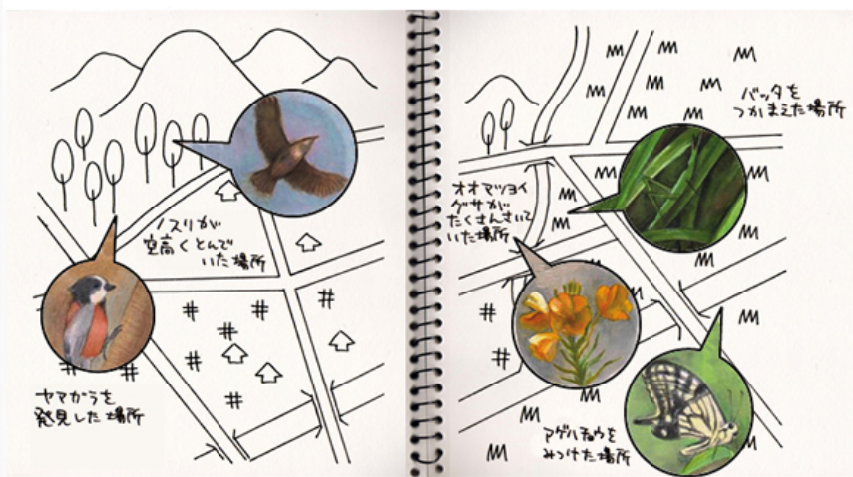 ノスリが
空高くとんで
いた場所
ヤマガラを
発見した場所
バッタを
つかまえた場所
オオマツヨイ
グサが
たくさんさいて
いた場所
アゲハチョウを
みつけた場所